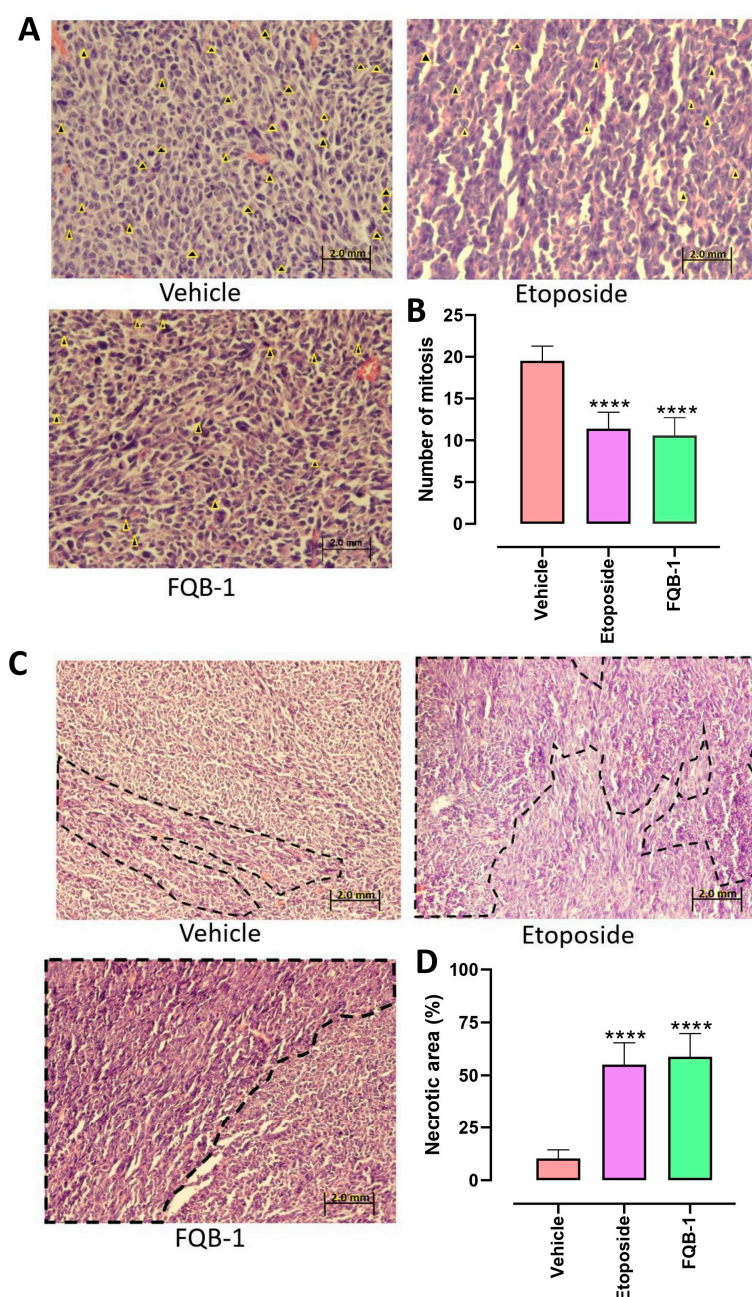 A
2.0 mm
Vehicle
2.0 mm
Etoposide
2.0 mm
FQB-1
B
Number of mitosis
25
20
15
10
5
0
****
****
Vehicle
Etoposide
FQB-1
C
2.0 mm
Vehicle
2.0 mm
Etoposide
2.0 mm
FQB-1
D
Necrotic area (%)
100
75
50
25
0
****
****
Vehicle
Etoposide
FQB-1